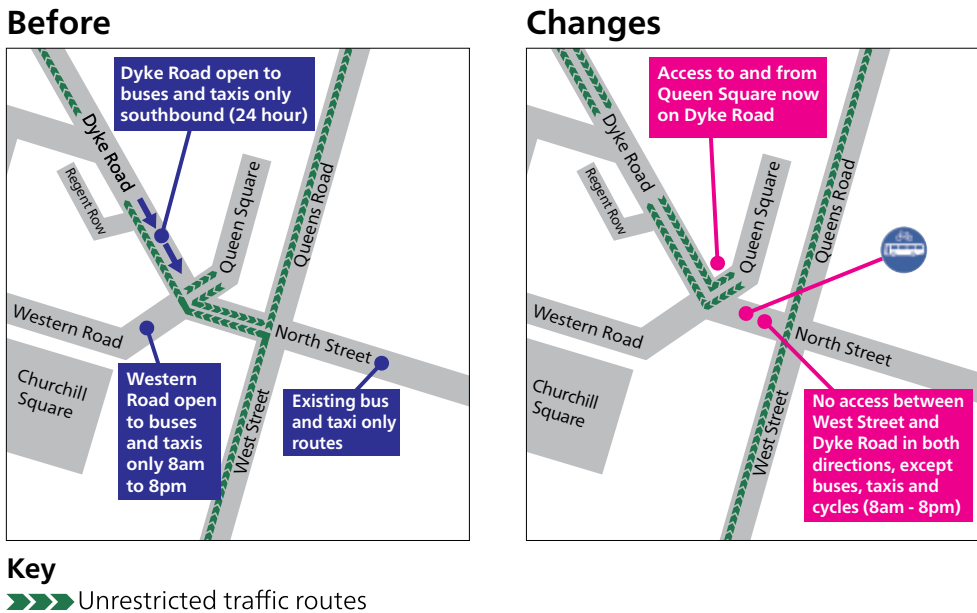 Before
Dyke Road open to
buses and taxis only
southbound (24 hour)
Dyke Road
Regent Row
Queen Square
Queens Road
Western Road
North Street
Churchill
Square
West Street
Western
Road open
to buses
and taxis
only 8am
to 8pm
Existing bus
and taxi only
routes
Changes
Access to and from
Queen Square now
on Dyke Road
Dyke Road
Regent Row
Queen Square
Queens Road
Western Road
North Street
Churchill
Square
West Street
No access between
West Street and
Dyke Road in both
directions, except
buses, taxis and
cycles (8am - 8pm)
Key
Unrestricted traffic routes